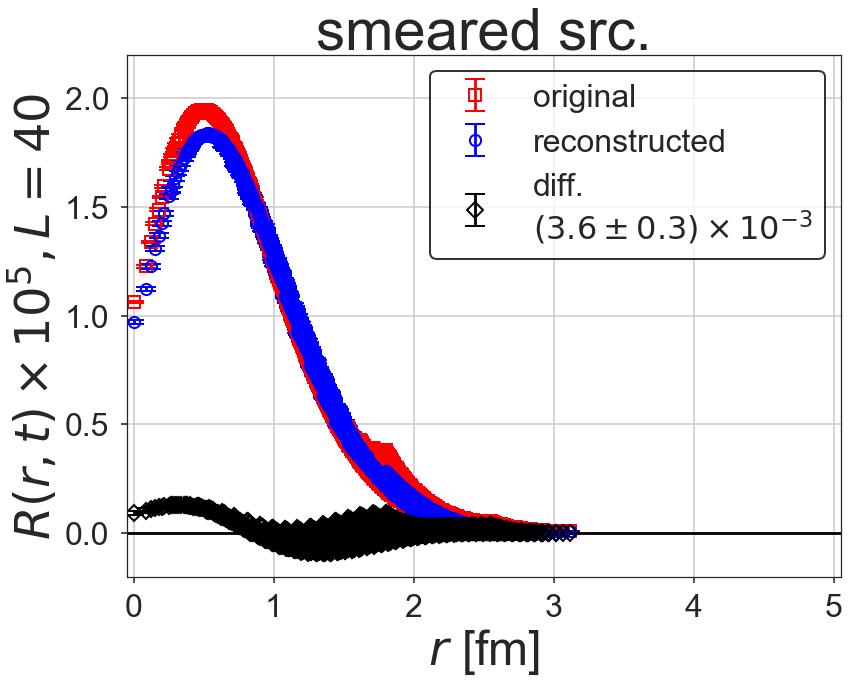 smeared src.
R(r, t) × 10⁵, L = 40
2.0
1.5
1.0
0.5
0.0
original
reconstructed
diff.
(3.6 ± 0.3) × 10⁻³
0 1 2 3 4 5
r [fm]